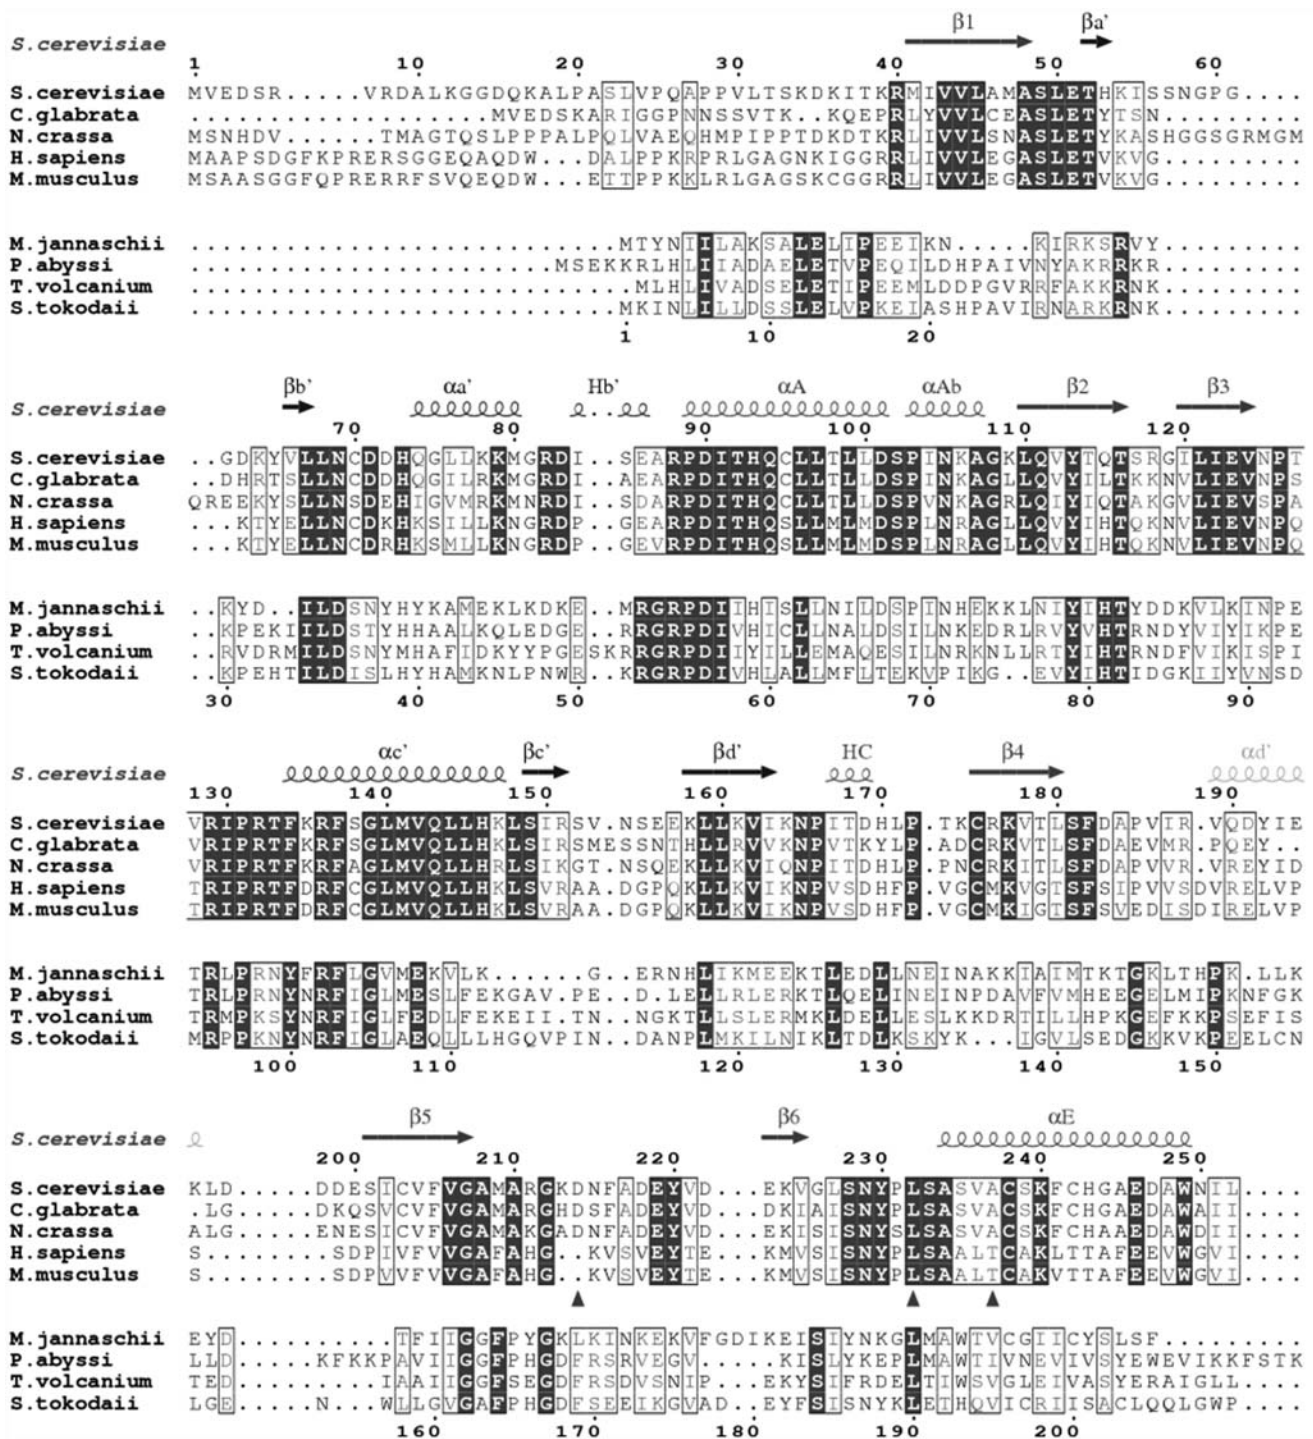 β1 βa’
S.cerevisiae
1 10 20 30 40 50 60
S.cerevisiae MVEDSR.....VRDALKGGDQKALPASLVPQAPPVLTSKDKITKRMIVVLAMASLETHKISSNGPG....
C.glabrata ...................MVEDSKARIGGPNNSSVTK..KQEPRLYVVLCEASLETYTSN.........
N.crassa MSNHDV......TMAGTQSLPPPALPQLVAEQHMPIPPTDKDTKRLIVVLSNASLETYKASHGGSGRMGM
H.sapiens MAAPSDGFKPRERSGGEQAQDW...DALPPKRPRLGAGNKIGGRRLIVVLEGASLETVKVG.........
M.musculus MSAASGGFQPRERRFSVQEQDW...ETTPPKKLRLGAGSKCGGRRLIVVLEGASLETVKVG.........
M.jannaschii ...........................MTYNIILAKSALELIPEEIKN.....KIRKSRVY.........
P.abyssi .......................MSEKKRLHLIIADAELETVPEQILDHPAIVNYAKRRKR.........
T.volcanium ............................MLHLIVADSELETIPEEMLDDPGVRRFAKKRNK.........
S.tokodaii ...........................MKINLILLDSSLELVPKEIASHPAVIRNARKRNK.........
1 10 20
βb’ αa’ Hb’ αA αAb β2 β3
S.cerevisiae
70 80 90 100 110 120
S.cerevisiae ..GDKYVLLNCDDHQGLLKKMGRDI..SEARPDITHQCLLTLLDSPINKAGKLQVYTQTSRGILIEVNPT
C.glabrata ..DHRTSLLNCDDHQGILRKMGRDI..AEARPDITHQCLLTLLDSPINKAGLLQVYILTKKNVLIEVNPS
N.crassa QREEKYSLLNSDEHIGVMRKMNRDI..SDARPDITHQCLLTLLDSPVNKAGRLQIYIQTAKGVLIEVSPA
H.sapiens ...KTYELLNCDKHKSILLKNGRDP..GEARPDITHQSLLMLMDSPLNRAGLLQVYIHTQKNVLIEVNPQ
M.musculus ...KTYELLNCDRHKSMLLKNGRDP..GEVRPDITHQSLLMLMDSPLNRAGLLQVYIHTQKNVLIEVNPQ
M.jannaschii ..KYD..ILDSNYHYKAMEKLKDKE..MRGRPDIIHISLLNILDSPINHEKKLNIYIHTYDDKVLKINPE
P.abyssi ..KPEKIILDSTYHHAALKQLEDGE..RRGRPDIVHICLLNALDSILNKEDRLRVYVHTRNDYVIYIKPE
T.volcanium ..RVDRMILDSNYMHAFIDKYYPGESKRRGRPDIIYILLEMAQESILNRKNLLRTYIHTRNDFVIKISPI
S.tokodaii ..KPEHTILDISLHYHAMKNLPNWR..KRGRPDIVHLALLMFLTEKVPIKG..EVYIHTIDGKIIYVNSD
30 40 50 60 70 80 90
αc’ βc’ βd’ HC β4 αd’
S.cerevisiae
130 140 150 160 170 180 190
S.cerevisiae VRIPRTFKRFSGLMVQLLHKLSIRSV.NSEEKLLKVIKNPITDHLP.TKCRKVTLSFDAPVIR.VQDYIE
C.glabrata VRIPRTFKRFSGLMVQLLHKLSIRSMESSNTHLLRVVKNPVTKYLP.ADCRKVTLSFDAEVMR.PQEY..
N.crassa VRIPRTFKRFAGLMVQLLHRLSIKGT.NSQEKLLKVIQNPITDHLP.PNCRKITLSFDAPVVR.VREYID
H.sapiens TRIPRTFDRFCGLMVQLLHKLSVRAA.DGPQKLLKVIKNPVSDHFP.VGCMKVGTSFSIPVVSDVRELVP
M.musculus TRIPRTFDRFCGLMVQLLHKLSVRAA.DGPQKLLKVIKNPVSDHFP.VGCMKIGTSFSVEDISDIRELVP
M.jannaschii TRLPRNYFRFLGVMEKVLK......G..ERNHLIKMEEKTLEDLLNEINAKKIAIMTKTGKLTHPK.LLK
P.abyssi TRLPRNYNRFIGLMESLFEKGAV.PE..D.LELLRLERKTLQELINEINPDAVFVMHEEGELMIPKNFGK
T.volcanium TRMPKSYNRFIGLFEDLFEKEII.TN..NGKTLLSLERMKLDELLESLKKDRTILLHPKGEFKKPSEFIS
S.tokodaii MRPPKNYNRFIGLAEQLLLHGQVPIN..DANPLMKILNIKLTDLKSKYK...IGVLSEDGKKVKPEELCN
100 110 120 130 140 150
β5 β6 αE
S.cerevisiae
200 210 220 230 240 250
S.cerevisiae KLD.....DDESICVFVGAMARGKDNFADEYVD...EKVGLSNYPLSASVACSKFCHGAEDAWNIL....
C.glabrata .LG.....DKQSVCVFVGAMARGHDSFADEYVD...DKIAISNYPLSASVACSKFCHGAEDAWAII....
N.crassa ALG.....ENESVCVFVGAMAKGADNFADEYVD...EKISISNYSLSASVACSKFCHAAEDAWDII....
H.sapiens S........SDPIVFVVGAFAHG..KVSVEYTE...KMVSISNYPLSAALTCAKLTTAFEEVWGVI....
M.musculus S........SDPVVFVVGAFAHG..KVSVEYTE...KMVSISNYPLSAALTCAKVTTAFEEVWGVI....
M.jannaschii EYD..........TFIIGGFPYGKLKINKEKVFGDIKEISIYNKGLMAWTVCGIICYSLSF.........
P.abyssi LLD.....KFKKPAVIIGGFPHGDFRSRVEGV.....KISLYKEPLMAWTIVNEVIVSYEWEVIKKFSTK
T.volcanium TED.........IAAIIGGFSEGDFRSDVSNIP...EKYSIFRDELTIWSVGLEIVASYERAIGLL....
S.tokodaii LGE.....N...WLLGVGAFPHGDFSEEIKGVAD..EYFSISNYKLETHQVICRIISACLQQLGWP....
160 170 180 190 200